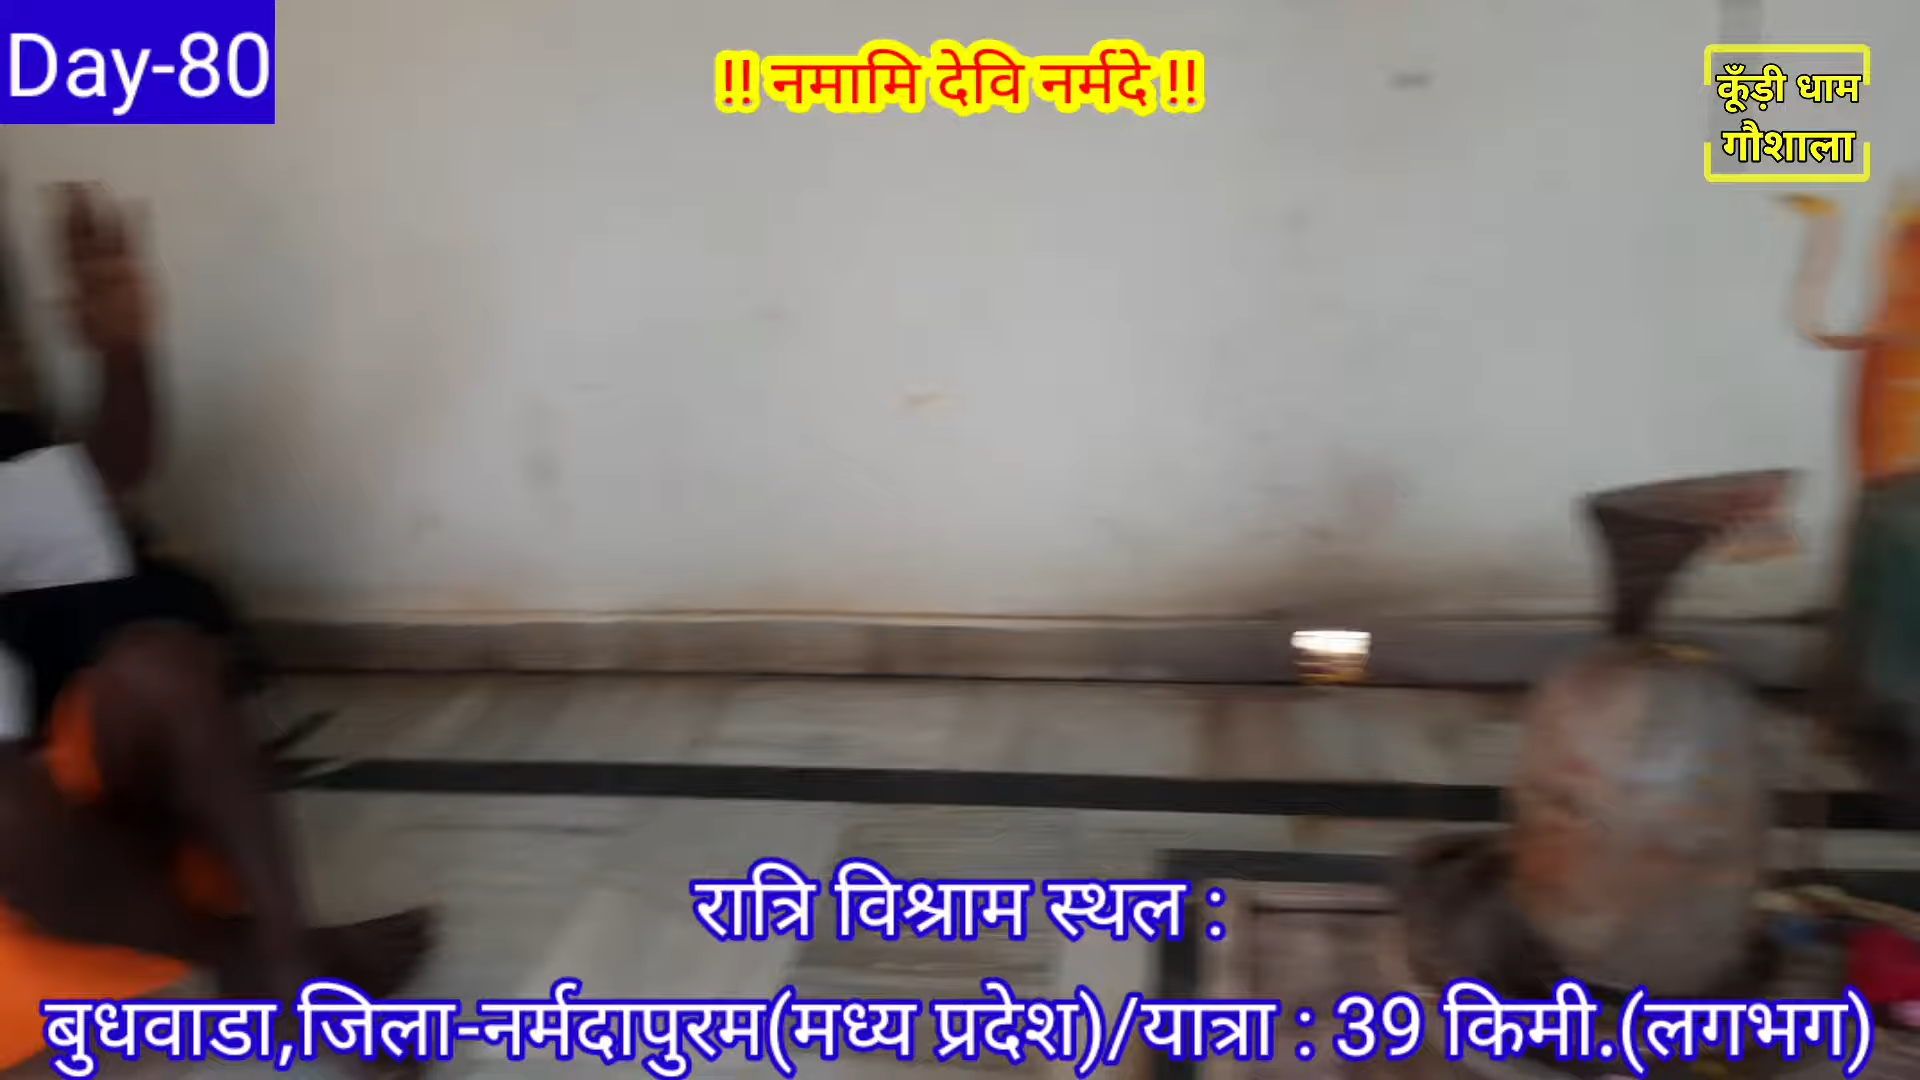 Day-80
!! नमामि देवि नर्मदे !!
कूँड़ी धाम
गौशाला
रात्रि विश्राम स्थल :
बुधवाडा,जिला-नर्मदापुरम(मध्य प्रदेश)/यात्रा : 39 किमी.(लगभग)